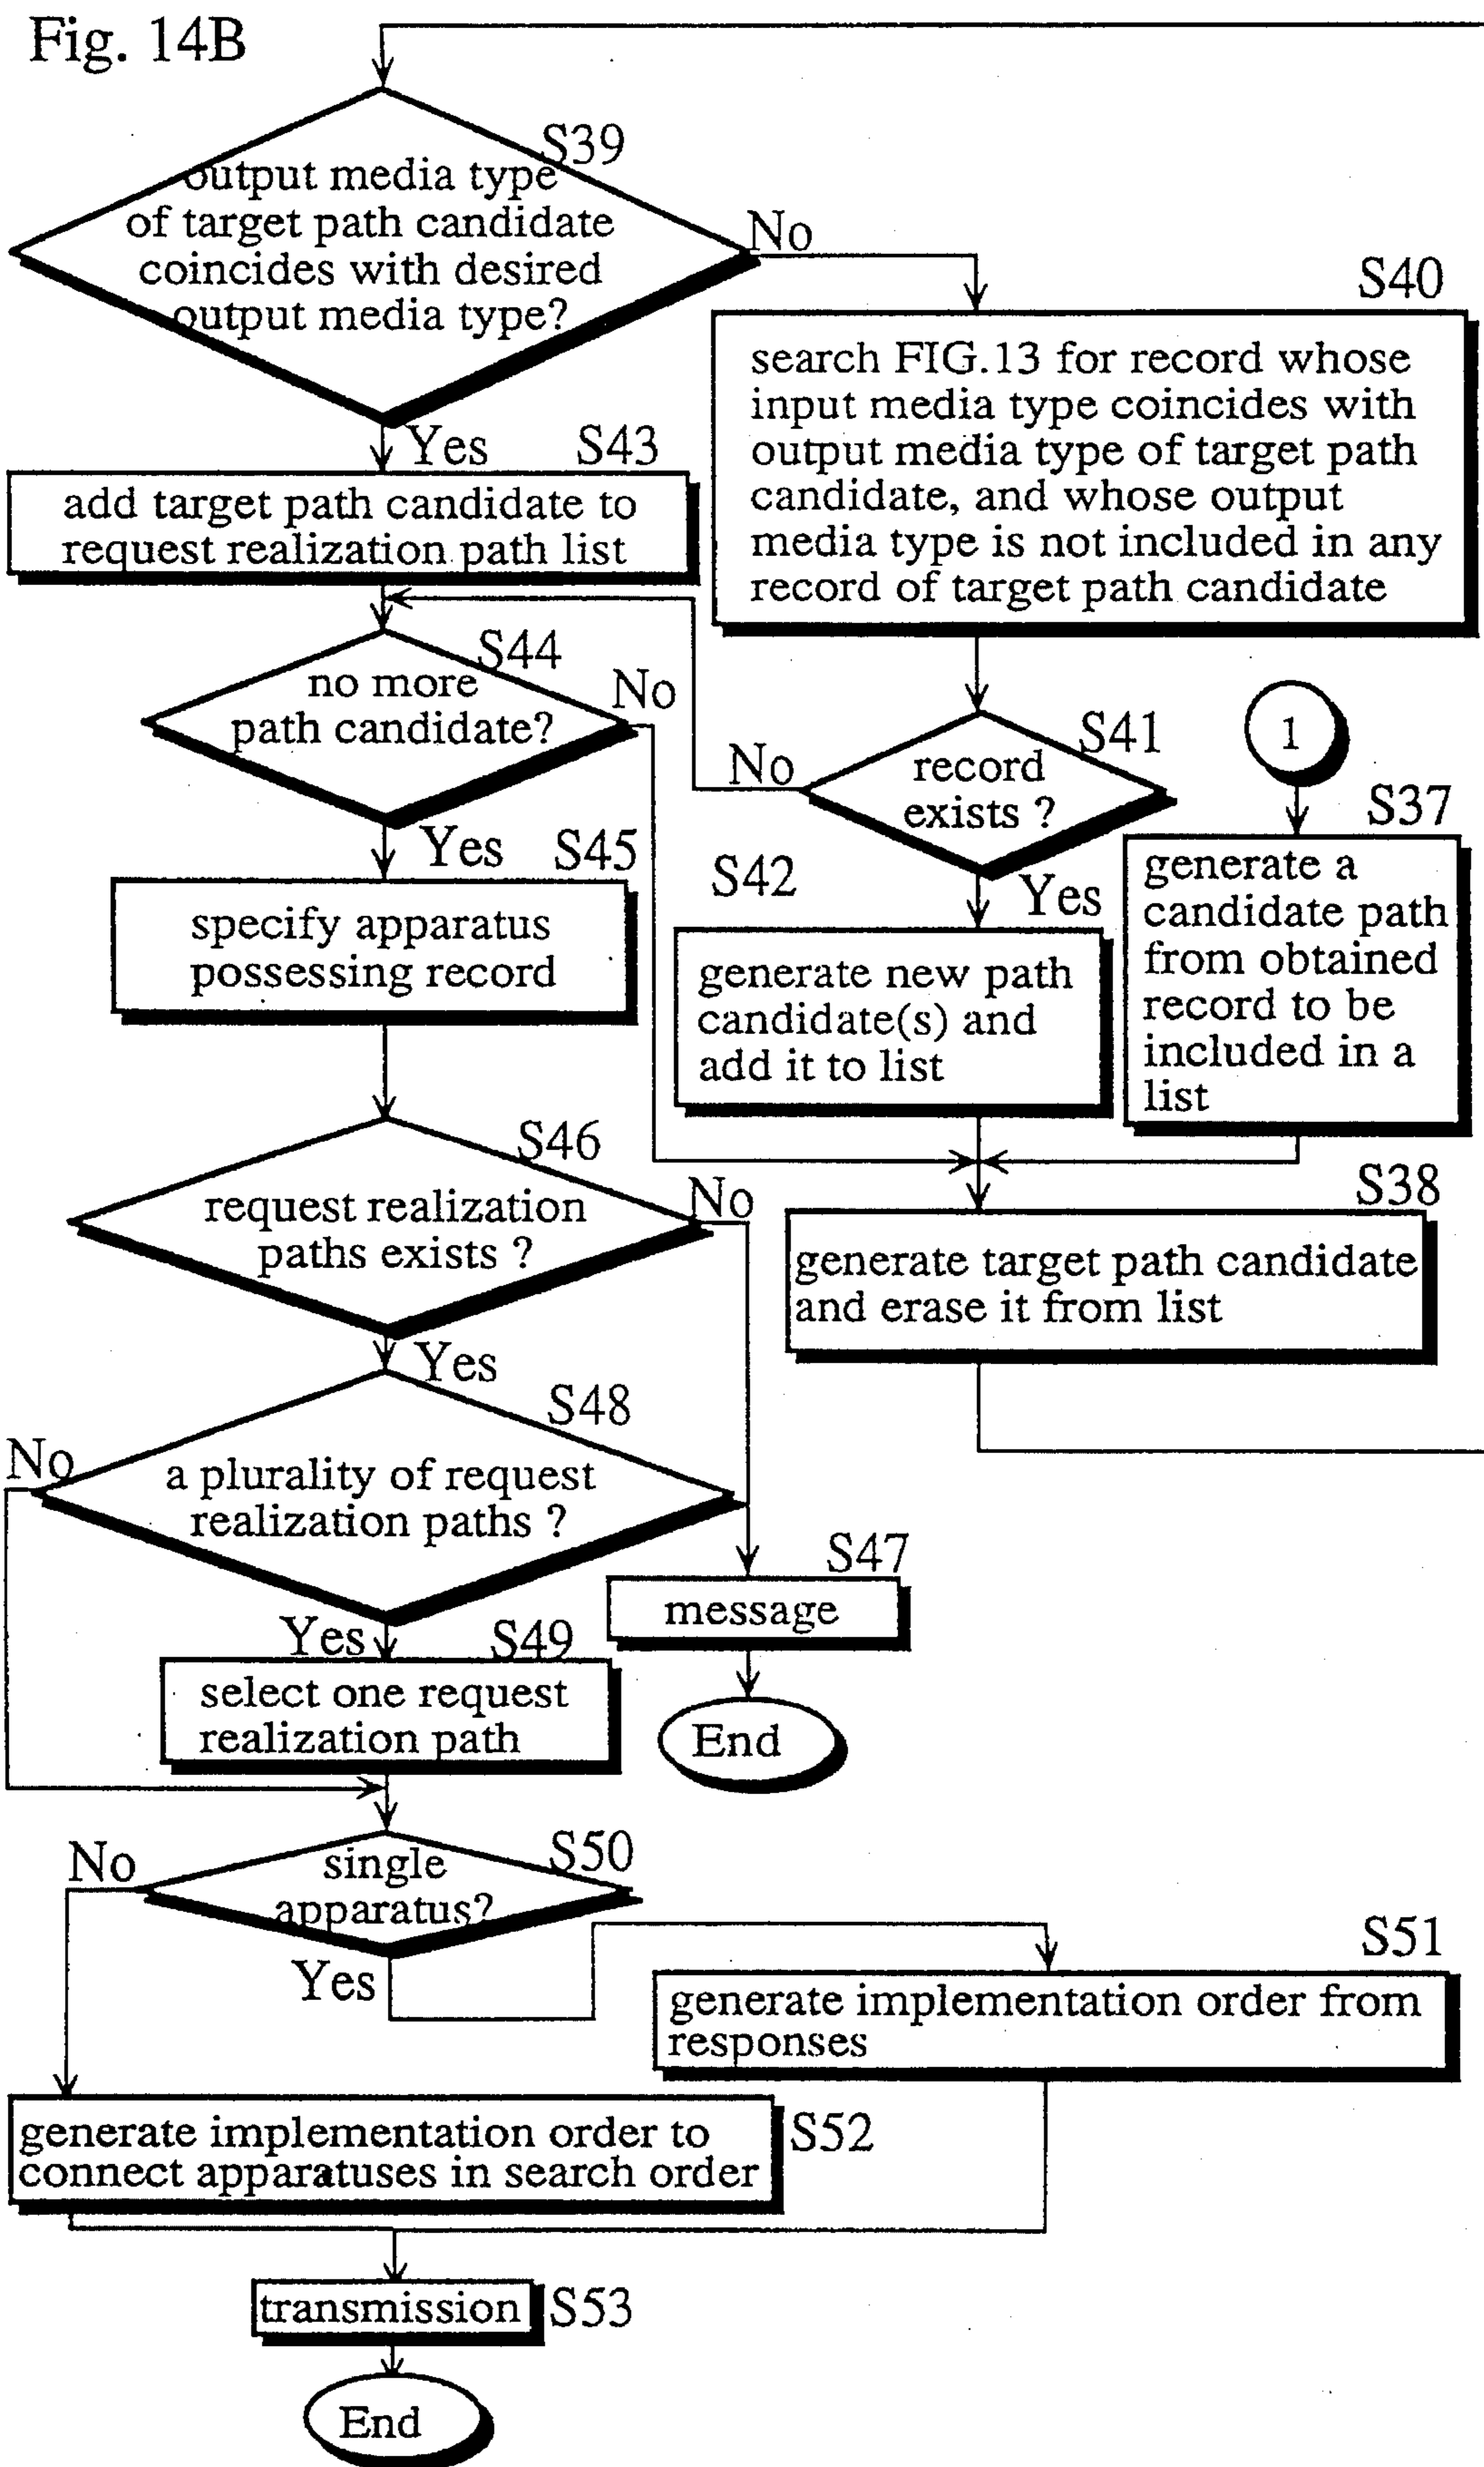 Fig. 14B
S39
output media type
of target path candidate
coincides with desired
output media type?
No
S40
search FIG.13 for record whose
input media type coincides with
output media type of target path
candidate, and whose output
media type is not included in any
record of target path candidate
Yes
S43
add target path candidate to
request realization path list
S44
no more
path candidate?
No
S41
record
exists ?
No
Yes
1
S37
generate a
candidate path
from obtained
record to be
included in a
list
Yes
S45
specify apparatus
possessing record
S42
generate new path
candidate(s) and
add it to list
S38
generate target path candidate
and erase it from list
S46
request realization
paths exists ?
No
Yes
S48
a plurality of request
realization paths ?
No
S47
message
End
Yes
S49
select one request
realization path
S50
single
apparatus?
No
Yes
S51
generate implementation order from
responses
generate implementation order to
connect apparatuses in search order
S52
transmission
S53
End